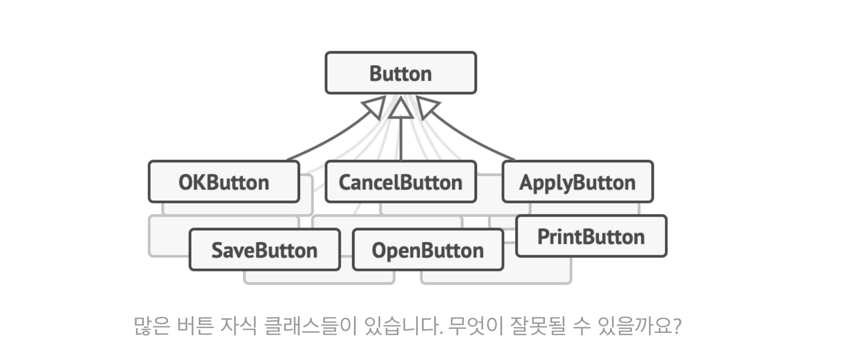 Button
OKButton
CancelButton
ApplyButton
SaveButton
OpenButton
PrintButton
많은 버튼 자식 클래스들이 있습니다. 무엇이 잘못될 수 있을까요?